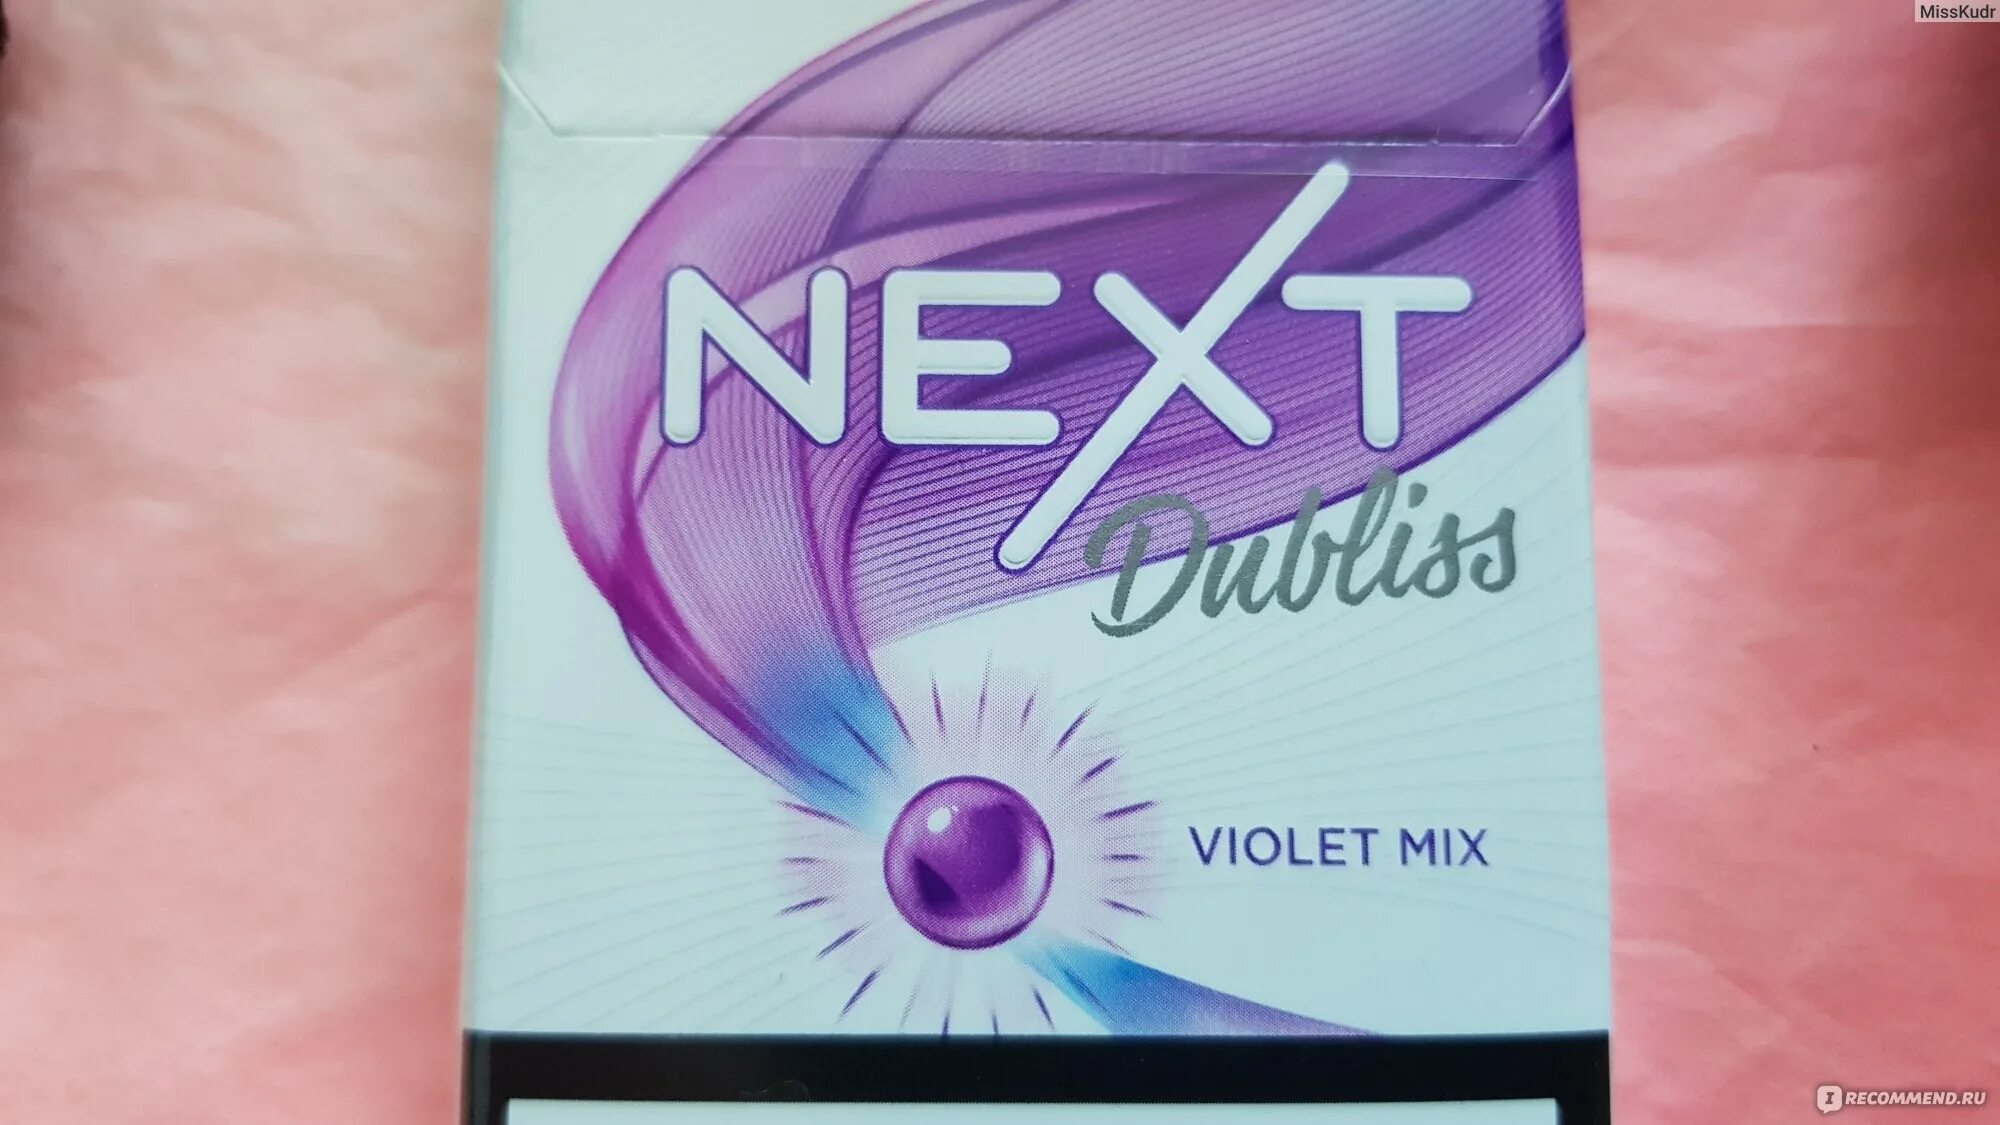 MissKudr
NEXT
Dubliss
VIOLET MIX
I RECOMMEND.RU